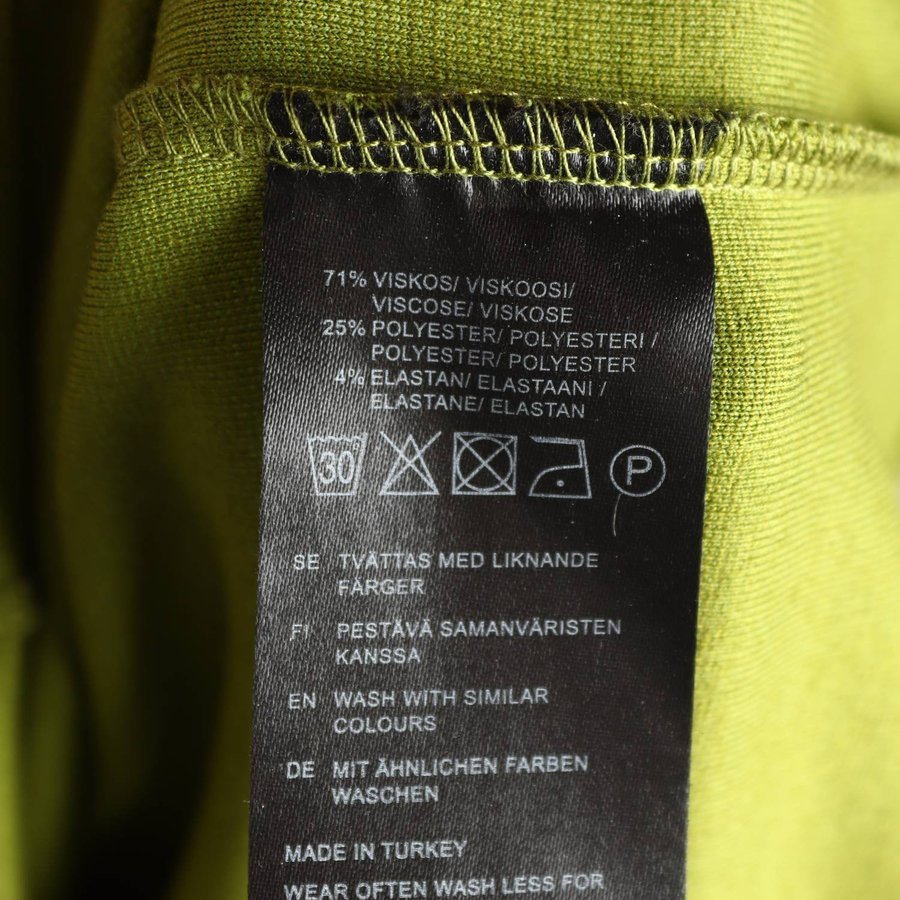 71% VISKOS/ VISKOOSI/
VISCOSE/ VISKOSE
25% POLYESTER/ POLYESTERI /
POLYESTER/ POLYESTER
4% ELASTAN/ ELASTAANI /
ELASTANE/ ELASTAN
30 P
SE TVÄTTAS MED LIKNANDE
FÄRGER
FI PESTÄVÄ SAMANVÄRISTEN
KANSSA
EN WASH WITH SIMILAR
COLOURS
DE MIT ÄHNLICHEN FARBEN
WASCHEN
MADE IN TURKEY
WEAR OFTEN WASH LESS FOR